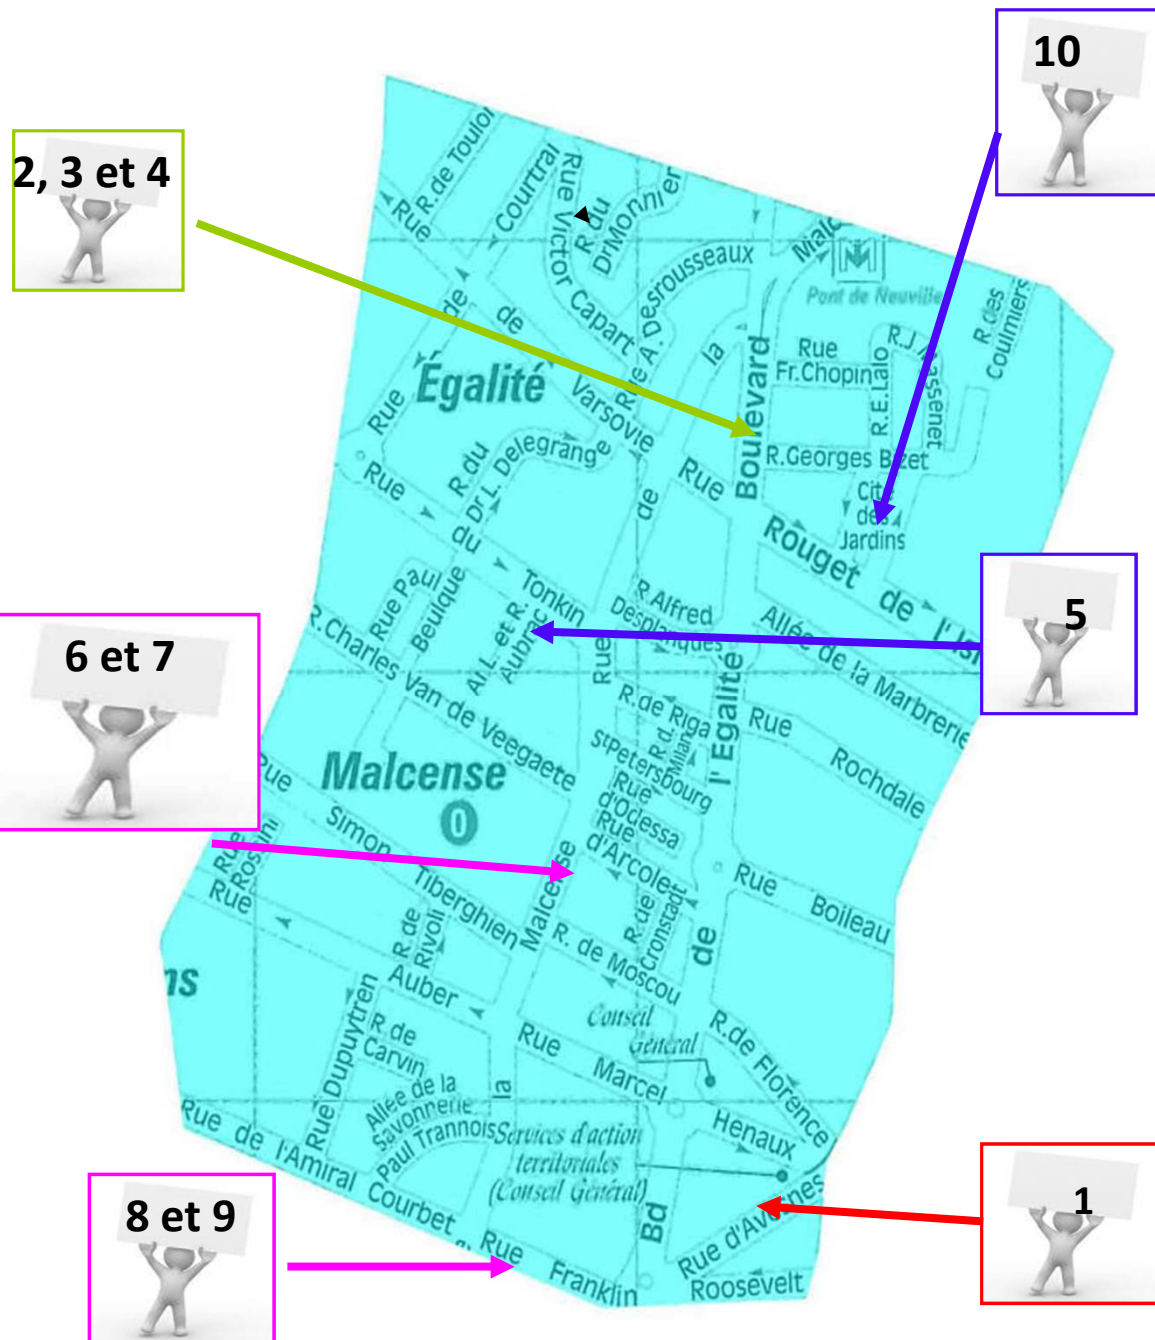 10
2, 3 et 4
R.de Toulon
Courtrai
Rue Victor Capart
R. du
Dr Monnier
Rue
de
de
Varsovie
Rue A. Desrousseaux
la
Pont de Neuville
Boulevard
Rue
Fr.Chopin
R.E.Lalo
R.J. Massenet
R. des
Coulmiers
Égalité
Rue
R. du
Dr L. Delegrange
R.Georges Bizet
Rue
du
Tonkin
de
Rue
Rouget de l'Isl
Cité
des
Jardins
5
Rue Paul
Beulque
Al L. et R.
Aubrac
R.Alfred
Desplanques
Allée de la Marbrerie
6 et 7
R. Charles Van de Veegaete
Rue
R.de Riga
R. d.
Milan
St Petersbourg
l' Egalité
Rue
Rochdale
Malcense
O
Rue
d'Odessa
Rue
d'Arcole
Rue
Simon
Tiberghien
Rue
Rossini
Rue
Malcense
R. de
Cronstadt
Rue
Boileau
R. de
Rivoli
R. de Moscou
de
ns
Auber
Rue Dupuytren
R. de
Carvin
Conseil
Général
R.de Florence
Rue
Marcel
Henaux
Allée de la
Savonnerie
Paul Trannois
la
Services d'action
territoriales
(Conseil Général)
Rue de l'Amiral Courbet
Rue d'Avesnes
Bd
1
8 et 9
Rue
Franklin
Roosevelt